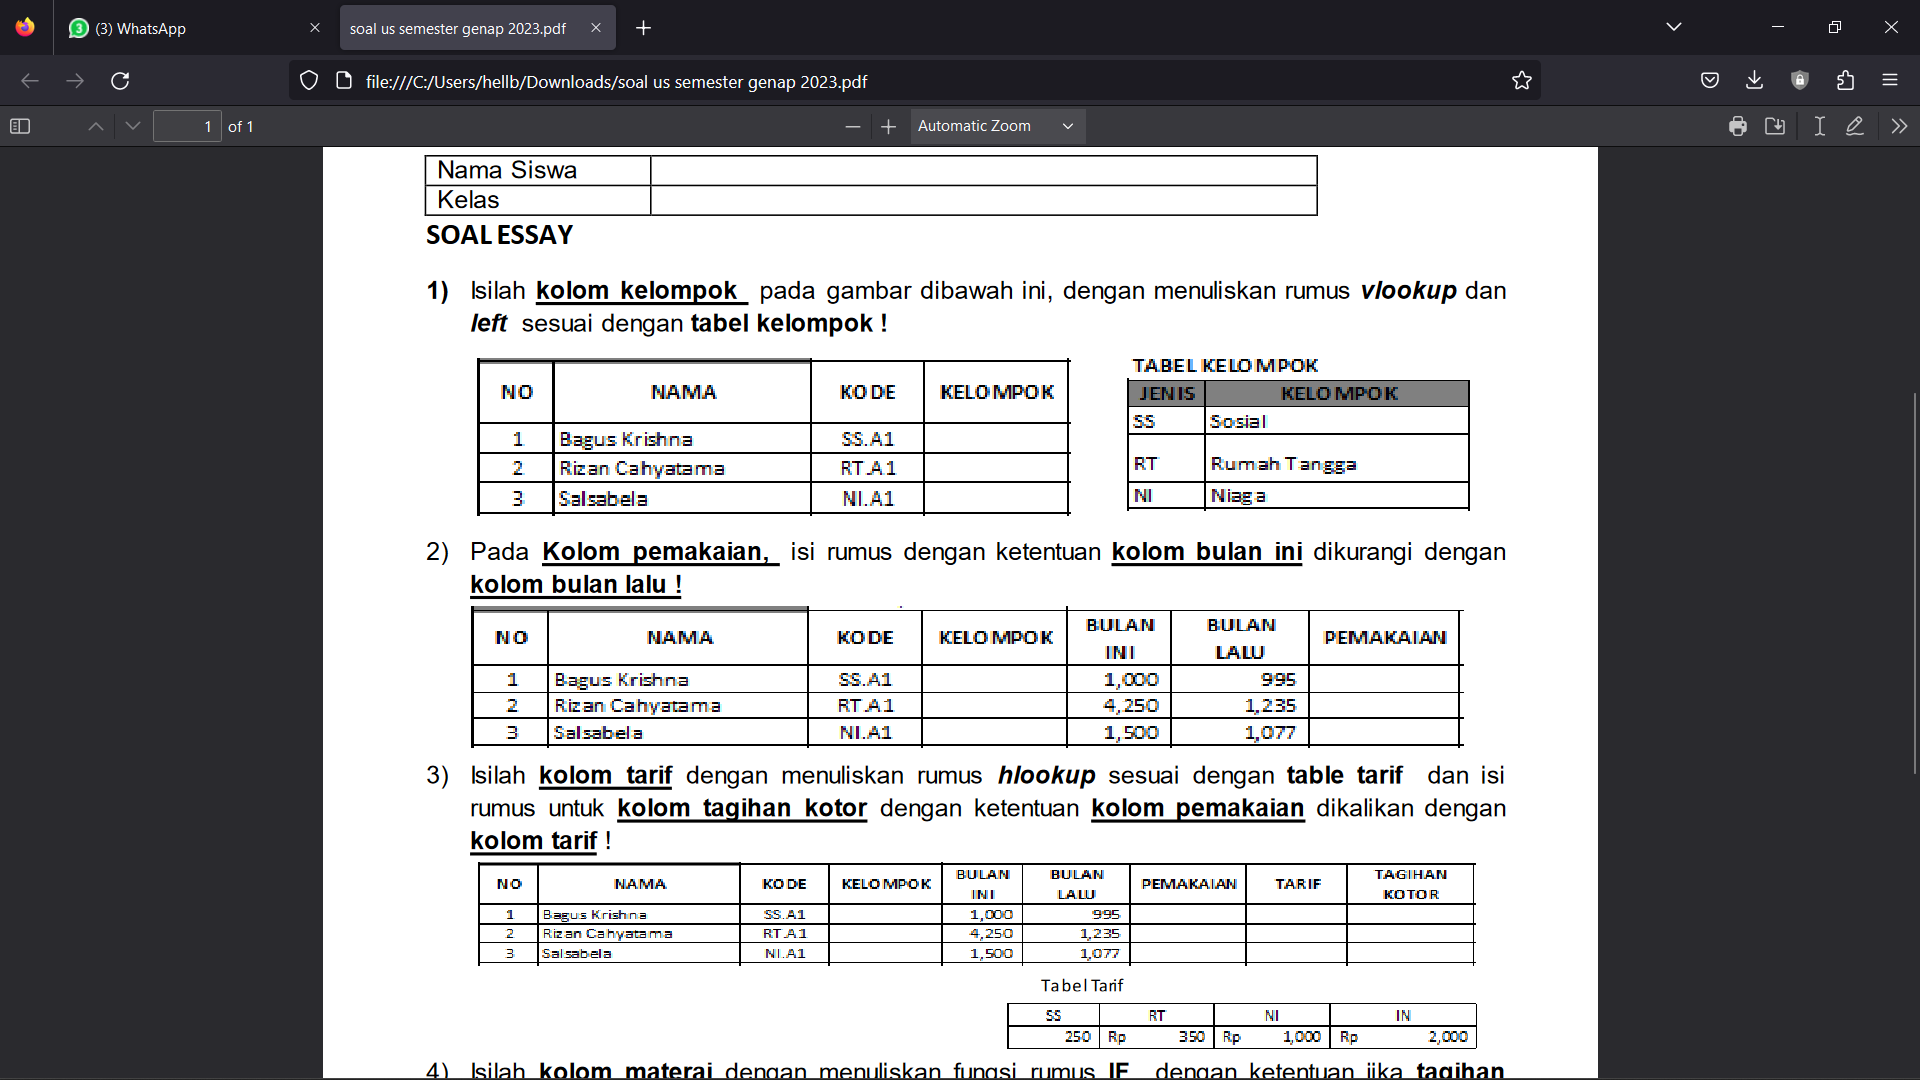 (3) WhatsApp
soal us semester genap 2023.pdf
file:///C:/Users/hellb/Downloads/soal us semester genap 2023.pdf
1 of 1
Automatic Zoom
Nama Siswa
Kelas
SOAL ESSAY
1) Isilah kolom kelompok pada gambar dibawah ini, dengan menuliskan rumus vlookup dan
left sesuai dengan tabel kelompok !
NO NAMA KODE KELOMPOK
1 Bagus Krishna SS.A1
2 Rizan Cahyatama RT.A1
3 Salsabela NI.A1
TABEL KELOMPOK
JENIS KELOMPOK
SS Sosial
RT Rumah Tangga
NI Niaga
2) Pada Kolom pemakaian, isi rumus dengan ketentuan kolom bulan ini dikurangi dengan
kolom bulan lalu !
NO NAMA KODE KELOMPOK BULAN INI BULAN LALU PEMAKAIAN
1 Bagus Krishna SS.A1 1,000 995
2 Rizan Cahyatama RT.A1 4,250 1,235
3 Salsabela NI.A1 1,500 1,077
3) Isilah kolom tarif dengan menuliskan rumus hlookup sesuai dengan table tarif dan isi
rumus untuk kolom tagihan kotor dengan ketentuan kolom pemakaian dikalikan dengan
kolom tarif !
NO NAMA KODE KELOMPOK BULAN INI BULAN LALU PEMAKAIAN TARIF TAGIHAN KOTOR
1 Bagus Krishna SS.A1 1,000 995
2 Rizan Cahyatama RT.A1 4,250 1,235
3 Salsabela NI.A1 1,500 1,077
Tabel Tarif
SS RT NI IN
250 Rp 350 Rp 1,000 Rp 2,000
4) Isilah kolom materai dengan menuliskan fungsi rumus IF dengan ketentuan jika tagihan